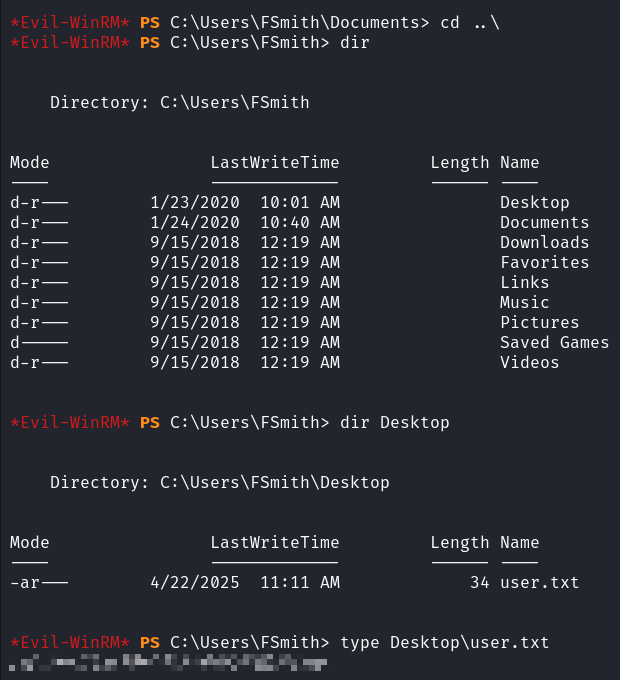 *Evil-WinRM* PS C:\Users\FSmith\Documents> cd ..\
*Evil-WinRM* PS C:\Users\FSmith> dir
Directory: C:\Users\FSmith
Mode                LastWriteTime         Length Name
----                -------------         ------ ----
d-r---        1/23/2020  10:01 AM                Desktop
d-r---        1/24/2020  10:40 AM                Documents
d-r---        9/15/2018  12:19 AM                Downloads
d-r---        9/15/2018  12:19 AM                Favorites
d-r---        9/15/2018  12:19 AM                Links
d-r---        9/15/2018  12:19 AM                Music
d-r---        9/15/2018  12:19 AM                Pictures
d-----        9/15/2018  12:19 AM                Saved Games
d-r---        9/15/2018  12:19 AM                Videos
*Evil-WinRM* PS C:\Users\FSmith> dir Desktop
Directory: C:\Users\FSmith\Desktop
Mode                LastWriteTime         Length Name
----                -------------         ------ ----
-ar---        4/22/2025  11:11 AM             34 user.txt
*Evil-WinRM* PS C:\Users\FSmith> type Desktop\user.txt